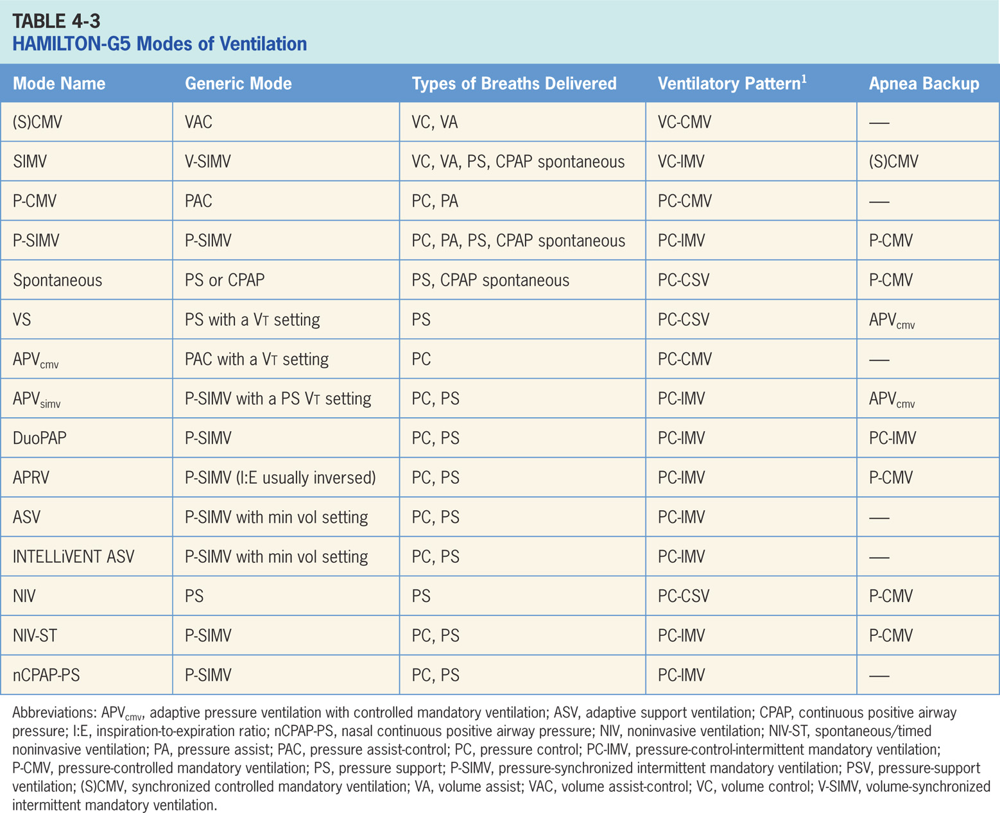 TABLE 4-3
HAMILTON-G5 Modes of Ventilation
Mode Name Generic Mode Types of Breaths Delivered Ventilatory Pattern1 Apnea Backup
(S)CMV VAC VC, VA VC-CMV —
SIMV V-SIMV VC, VA, PS, CPAP spontaneous VC-IMV (S)CMV
P-CMV PAC PC, PA PC-CMV —
P-SIMV P-SIMV PC, PA, PS, CPAP spontaneous PC-IMV P-CMV
Spontaneous PS or CPAP PS, CPAP spontaneous PC-CSV P-CMV
VS PS with a VT setting PS PC-CSV APVcmv
APVcmv PAC with a VT setting PC PC-CMV —
APVsimv P-SIMV with a PS VT setting PC, PS PC-IMV APVcmv
DuoPAP P-SIMV PC, PS PC-IMV PC-IMV
APRV P-SIMV (I:E usually inversed) PC, PS PC-IMV P-CMV
ASV P-SIMV with min vol setting PC, PS PC-IMV —
INTELLiVENT ASV P-SIMV with min vol setting PC, PS PC-IMV —
NIV PS PS PC-CSV P-CMV
NIV-ST P-SIMV PC, PS PC-IMV P-CMV
nCPAP-PS P-SIMV PC, PS PC-IMV —
Abbreviations: APVcmv, adaptive pressure ventilation with controlled mandatory ventilation; ASV, adaptive support ventilation; CPAP, continuous positive airway
pressure; I:E, inspiration-to-expiration ratio; nCPAP-PS, nasal continuous positive airway pressure; NIV, noninvasive ventilation; NIV-ST, spontaneous/timed
noninvasive ventilation; PA, pressure assist; PAC, pressure assist-control; PC, pressure control; PC-IMV, pressure-control-intermittent mandatory ventilation;
P-CMV, pressure-controlled mandatory ventilation; PS, pressure support; P-SIMV, pressure-synchronized intermittent mandatory ventilation; PSV, pressure-support
ventilation; (S)CMV, synchronized controlled mandatory ventilation; VA, volume assist; VAC, volume assist-control; VC, volume control; V-SIMV, volume-synchronized
intermittent mandatory ventilation.